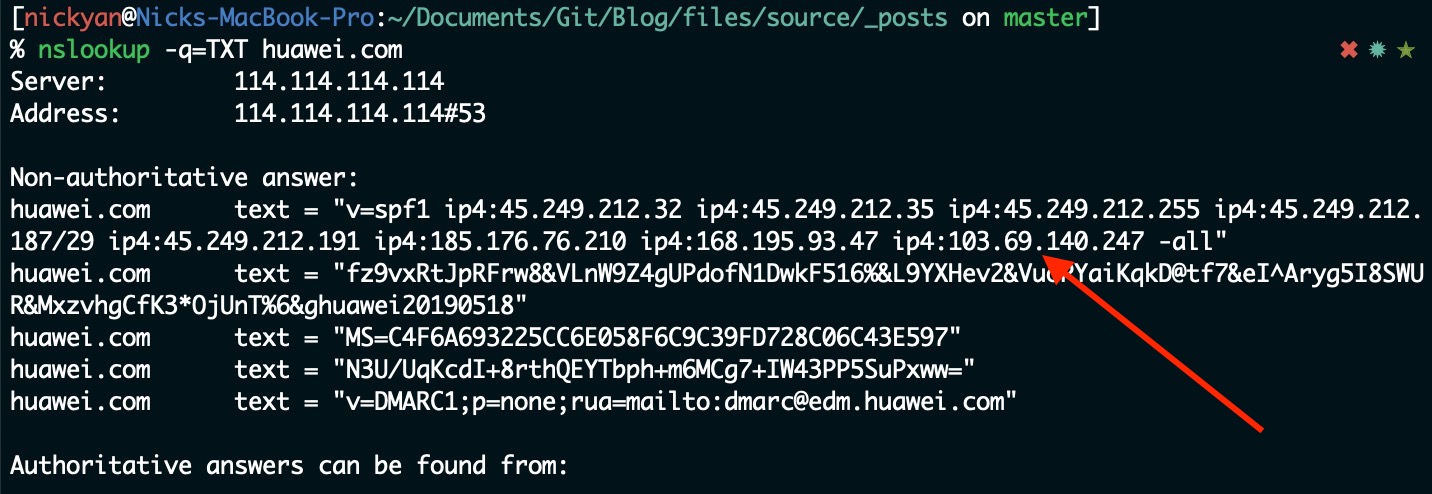 [nickyan@Nicks-MacBook-Pro:~/Documents/Git/Blog/files/source/_posts on master]
% nslookup -q=TXT huawei.com
Server: 114.114.114.114
Address: 114.114.114.114#53
Non-authoritative answer:
huawei.com text = "v=spf1 ip4:45.249.212.32 ip4:45.249.212.35 ip4:45.249.212.255 ip4:45.249.212.
187/29 ip4:45.249.212.191 ip4:185.176.76.210 ip4:168.195.93.47 ip4:103.69.140.247 -all"
huawei.com text = "fz9vxRtJpRFrw8&VLnW9Z4gUPdofN1DwkF516%&L9YXHev2&
R&MxzvhgCfK3*OjUnT%6&ghuawei20190518"
huawei.com text = "MS=C4F6A693225CC6E058F6C9C39FD728C06C43E597"
huawei.com text = "N3U/UqKcdI+8rthQEYTbph+m6MCg7+IW43PP5SuPxww="
huawei.com text = "v=DMARC1;p=none;rua=mailto:dmarc@edm.huawei.com"
Authoritative answers can be found from: